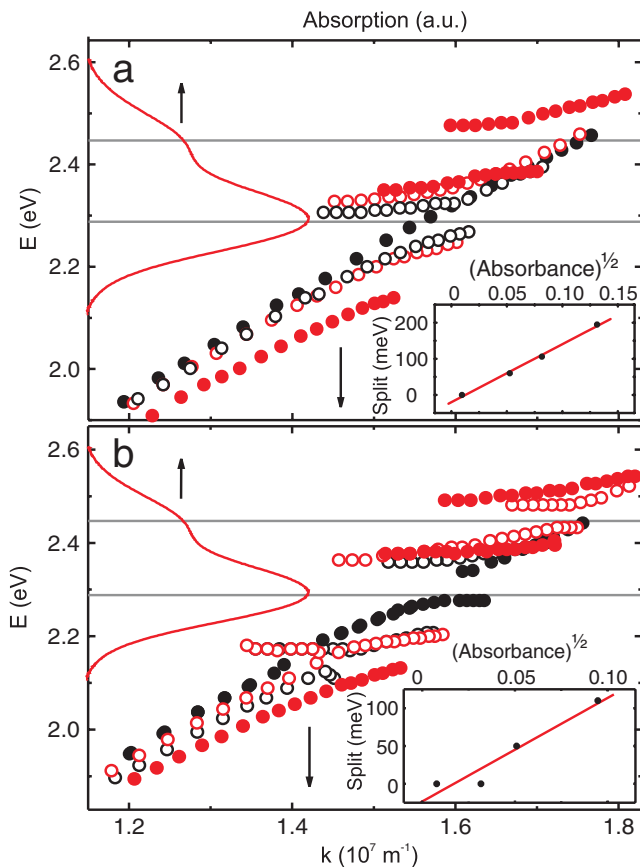 Absorption (a.u.)
a
2.6
2.4
2.2
2.0
E (eV)
(Absorbance)½
0 0.05 0.10 0.15
200
100
0
Split (meV)
b
2.6
2.4
2.2
2.0
E (eV)
(Absorbance)½
0 0.05 0.10
100
50
0
Split (meV)
1.2 1.4 1.6 1.8
k (10⁷ m⁻¹)